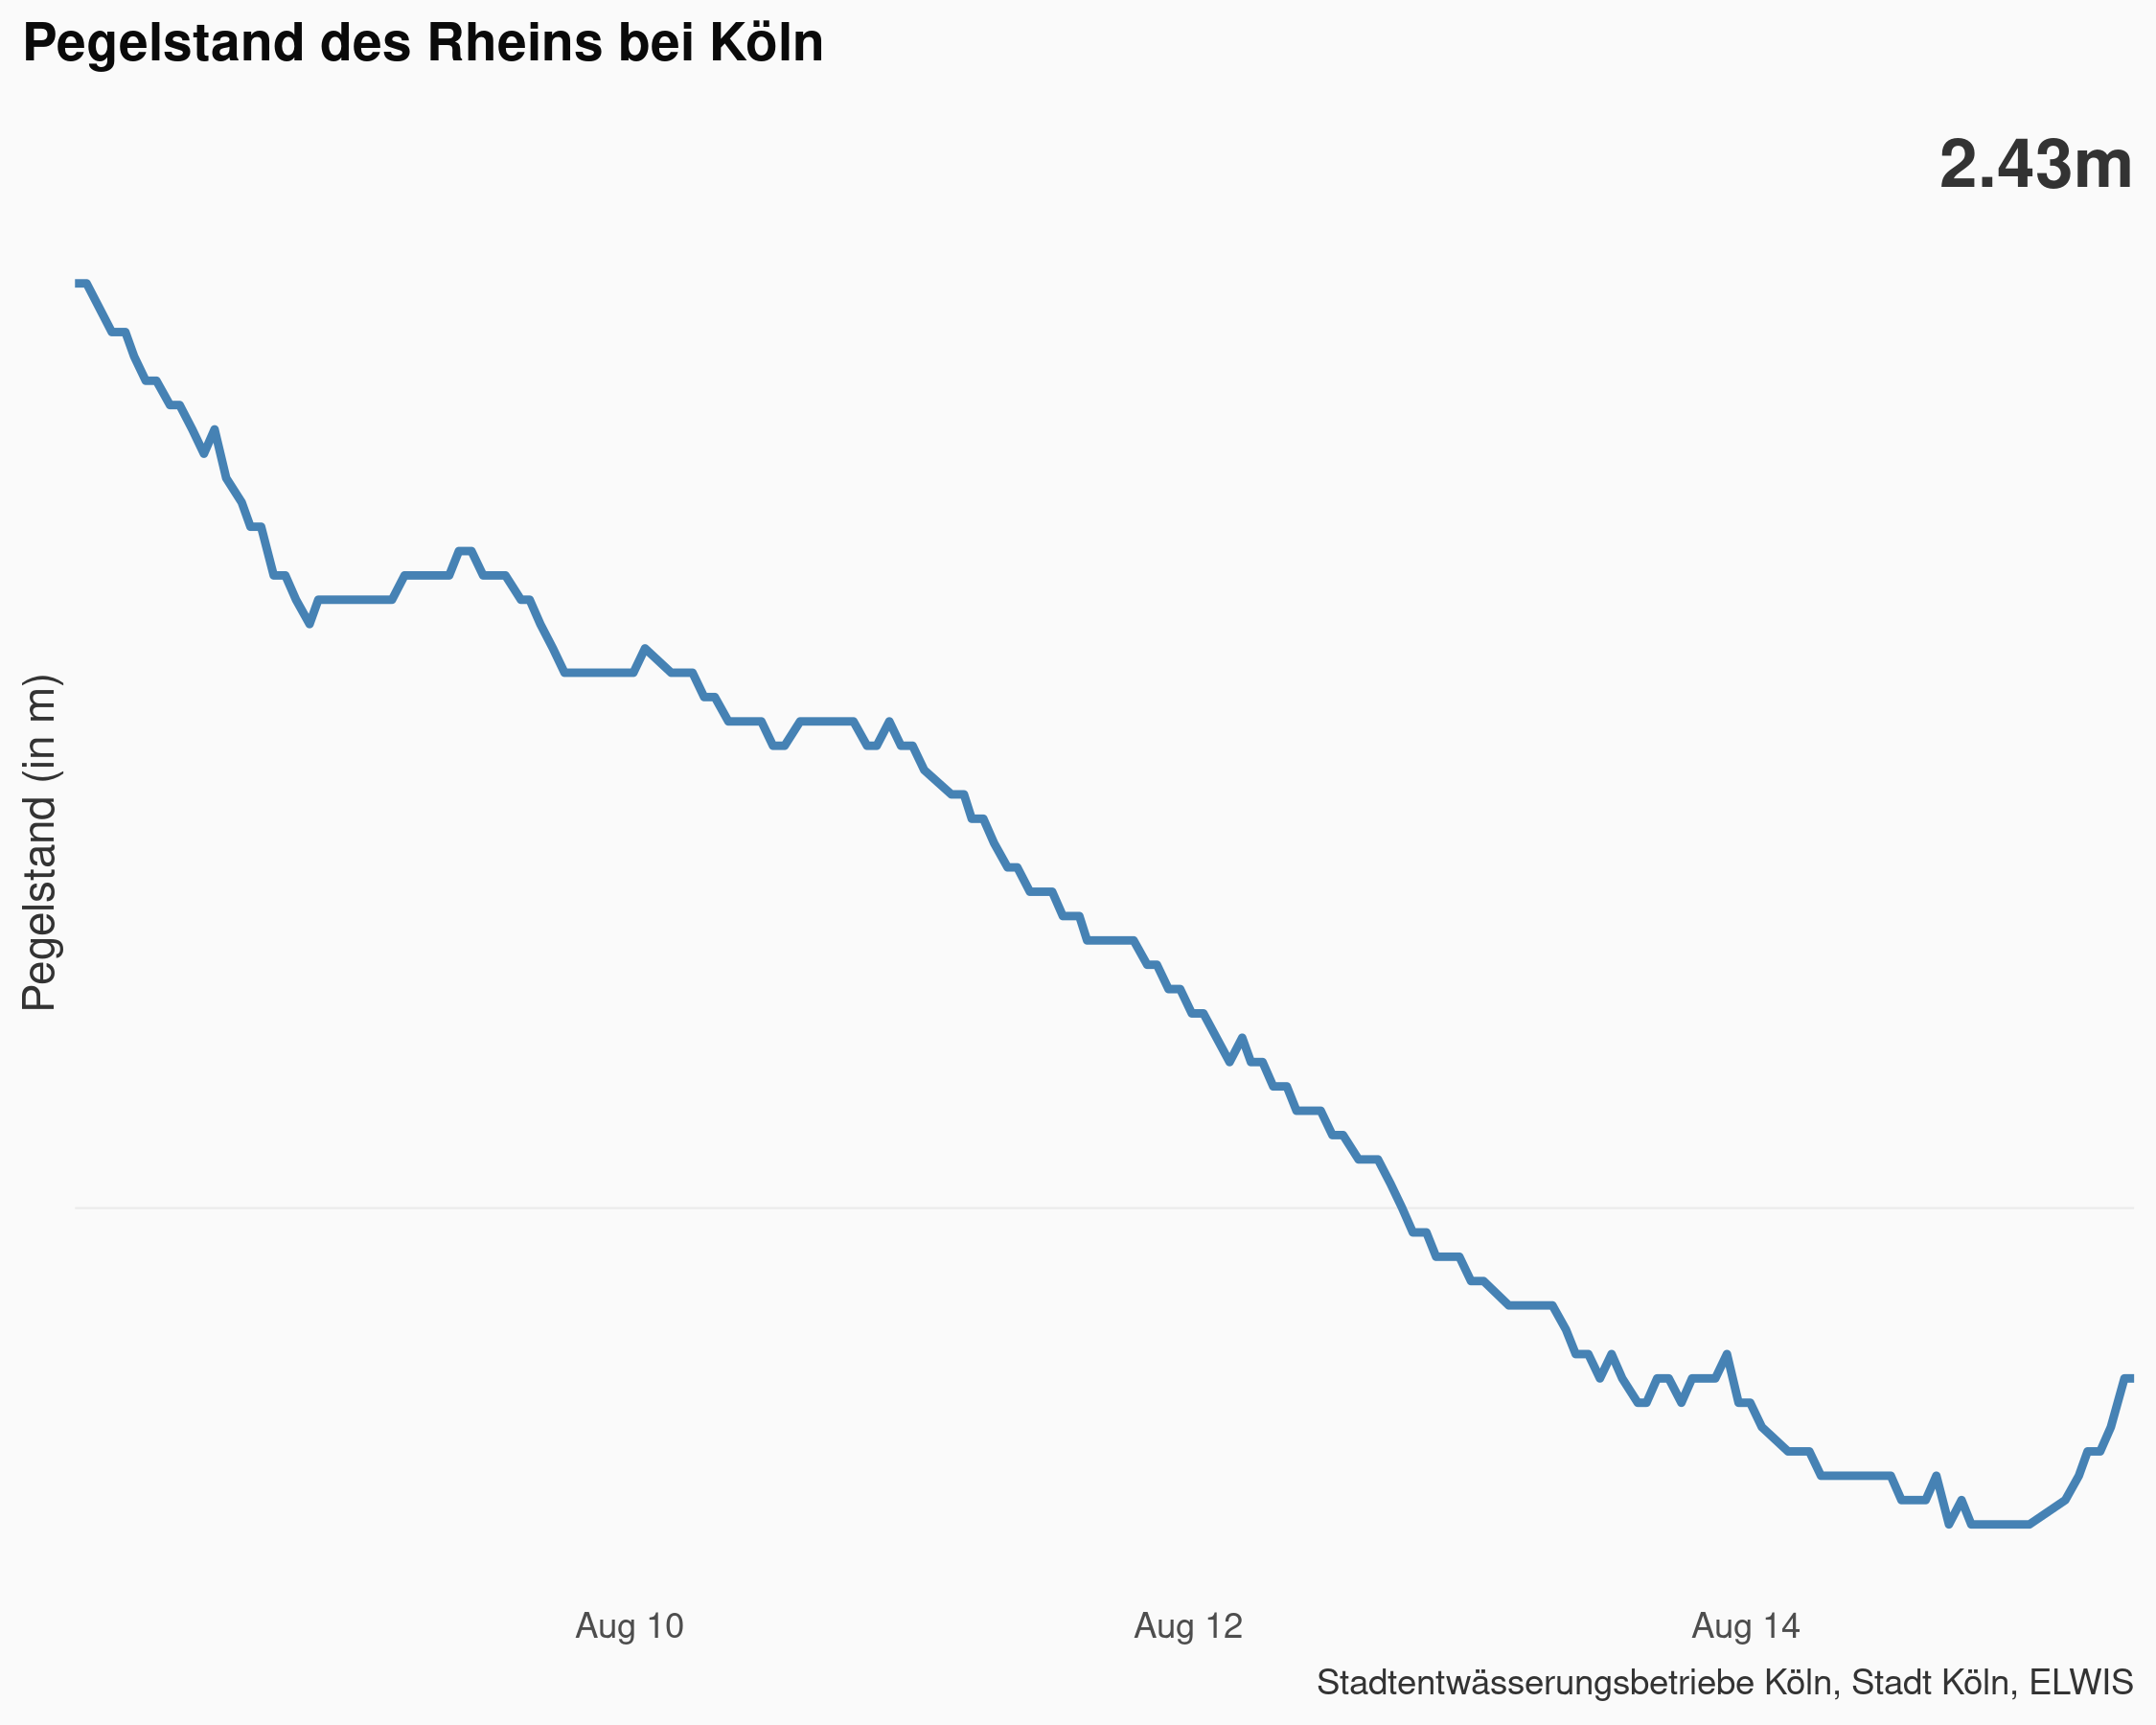 Pegelstand des Rheins bei Köln
2.43m
Pegelstand (in m)
Aug 10
Aug 12
Aug 14
Stadtentwässerungsbetriebe Köln, Stadt Köln, ELWIS